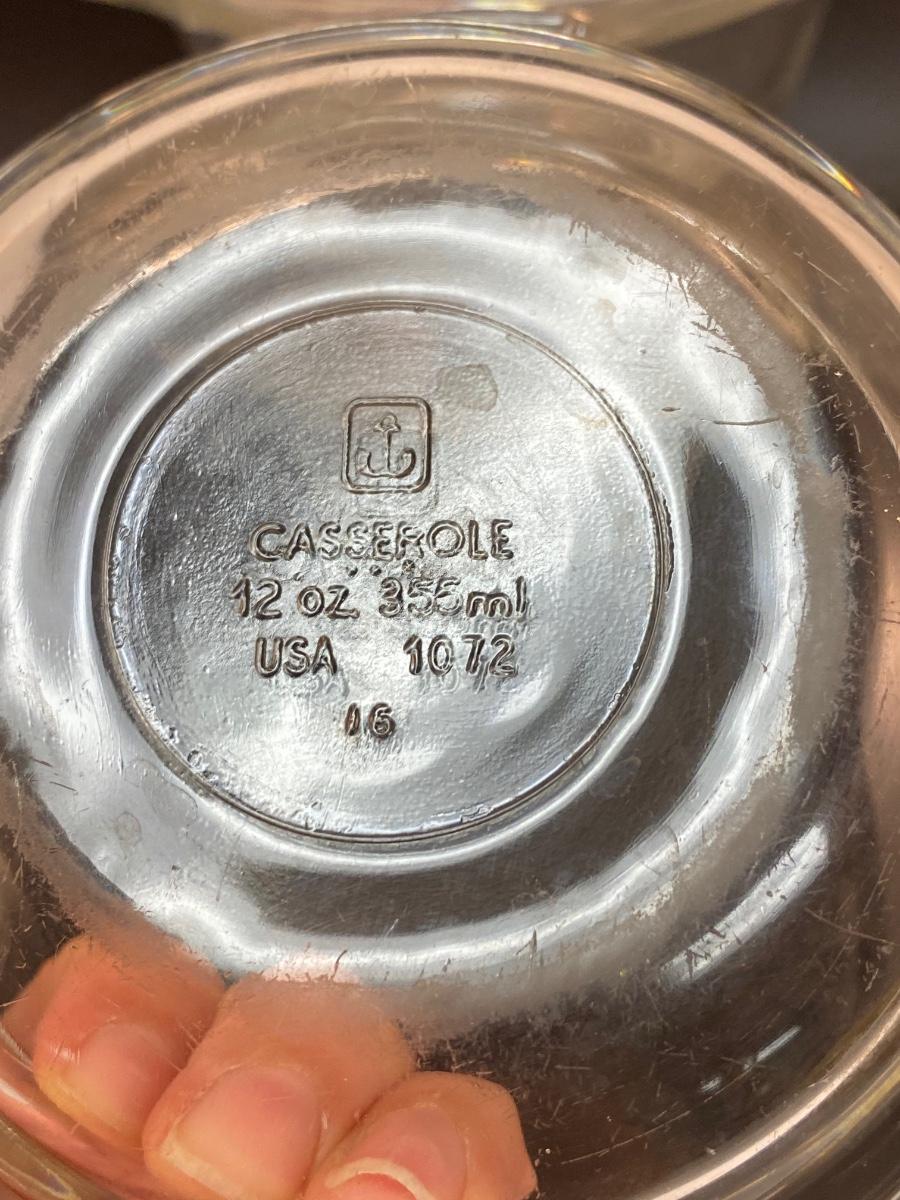 CASSEROLE
12 oz. 355ml
USA 1072
16